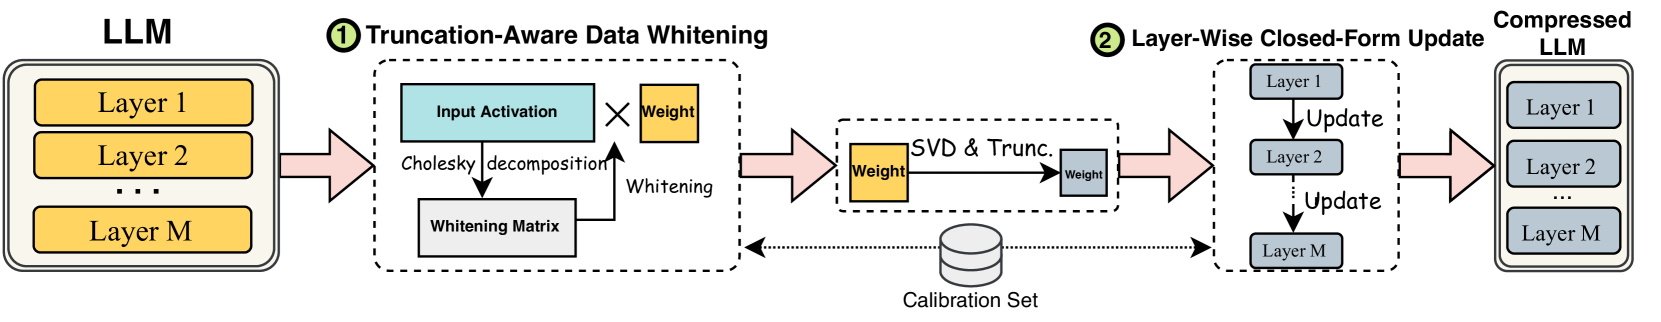 LLM
Layer 1
Layer 2
...
Layer M
1 Truncation-Aware Data Whitening
Input Activation
×
Weight
Cholesky decomposition
Whitening
Whitening Matrix
Weight
SVD & Trunc.
Weight
Calibration Set
2 Layer-Wise Closed-Form Update
Layer 1
Update
Layer 2
Update
Layer M
Compressed
LLM
Layer 1
Layer 2
...
Layer M